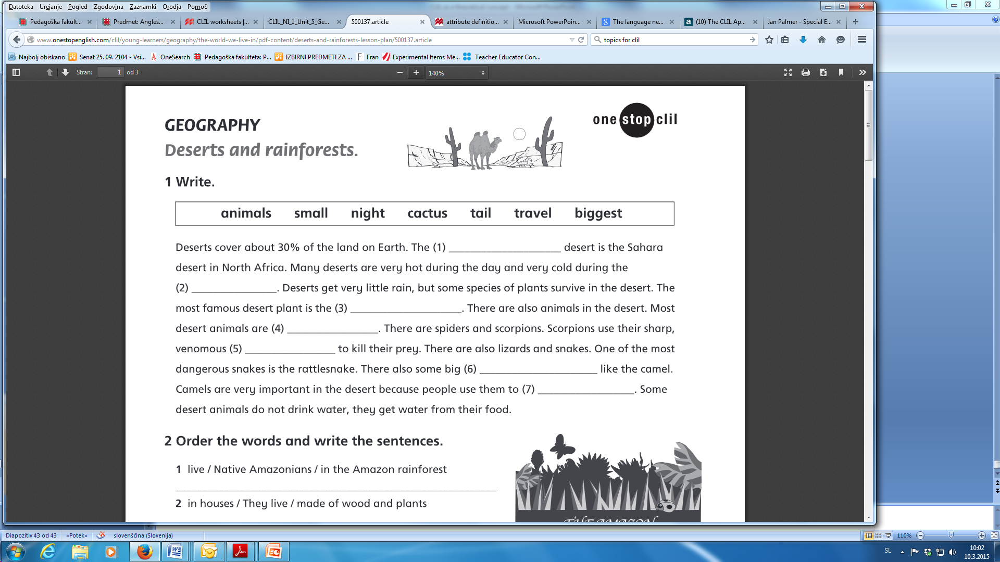 Datoteka Urejanje Pogled Zgodovina Zaznamki Orodja Pomoč
Pedagoška fakult... Predmet: Angleš... CLIL worksheets |... CLIL_NI_1_Unit_5_Ge... 500137.article attribute definitio... Microsoft PowerPoin... The language ne... (10) The CLIL Ap... Jan Palmer - Special E...
www.onestopenglish.com/clil/young-learners/geography/the-world-we-live-in/pdf-content/deserts-and-rainforests-lesson-plan/500137.article topics for clil
Najbolj obiskano Senat 25. 09. 2104 - Vsi... OneSearch Pedagoška fakulteta: P... IZBIRNI PREDMETI ZA ... Fran Experimental Items Me... Teacher Educator Con...
Stran: 1 od 3 140%
one stop clil
GEOGRAPHY
Deserts and rainforests.
1 Write.
animals small night cactus tail travel biggest
Deserts cover about 30% of the land on Earth. The (1) ____________________ desert is the Sahara
desert in North Africa. Many deserts are very hot during the day and very cold during the
(2) _______________. Deserts get very little rain, but some species of plants survive in the desert. The
most famous desert plant is the (3) ____________________. There are also animals in the desert. Most
desert animals are (4) ________________. There are spiders and scorpions. Scorpions use their sharp,
venomous (5) ________________ to kill their prey. There are also lizards and snakes. One of the most
dangerous snakes is the rattlesnake. There also some big (6) _____________________ like the camel.
Camels are very important in the desert because people use them to (7) _________________. Some
desert animals do not drink water, they get water from their food.
2 Order the words and write the sentences.
1 live / Native Amazonians / in the Amazon rainforest
2 in houses / They live / made of wood and plants
THE AMAZON
Diapozitiv 43 od 43 »Potek« slovenščina (Slovenija) 110%
SL 10:02
10.3.2015